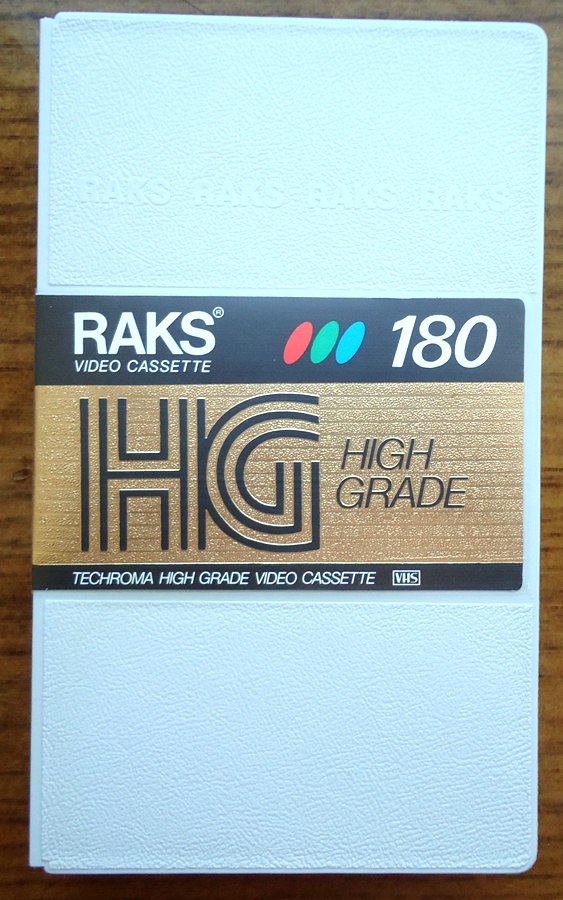 RAKS RAKS RAKS RAKS
RAKS® 180
VIDEO CASSETTE
HG HIGH
GRADE
TECHROMA HIGH GRADE VIDEO CASSETTE VHS